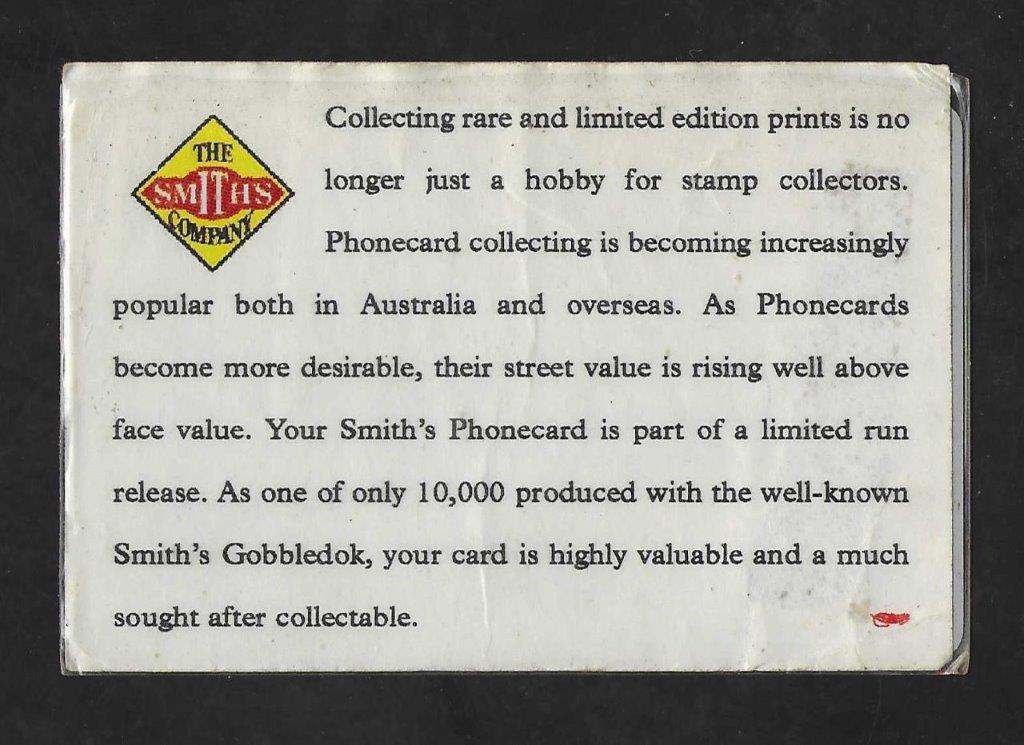 THE
SMITH'S
COMPANY
Collecting rare and limited edition prints is no
longer just a hobby for stamp collectors.
Phonecard collecting is becoming increasingly
popular both in Australia and overseas. As Phonecards
become more desirable, their street value is rising well above
face value. Your Smith's Phonecard is part of a limited run
release. As one of only 10,000 produced with the well-known
Smith's Gobbledok, your card is highly valuable and a much
sought after collectable.